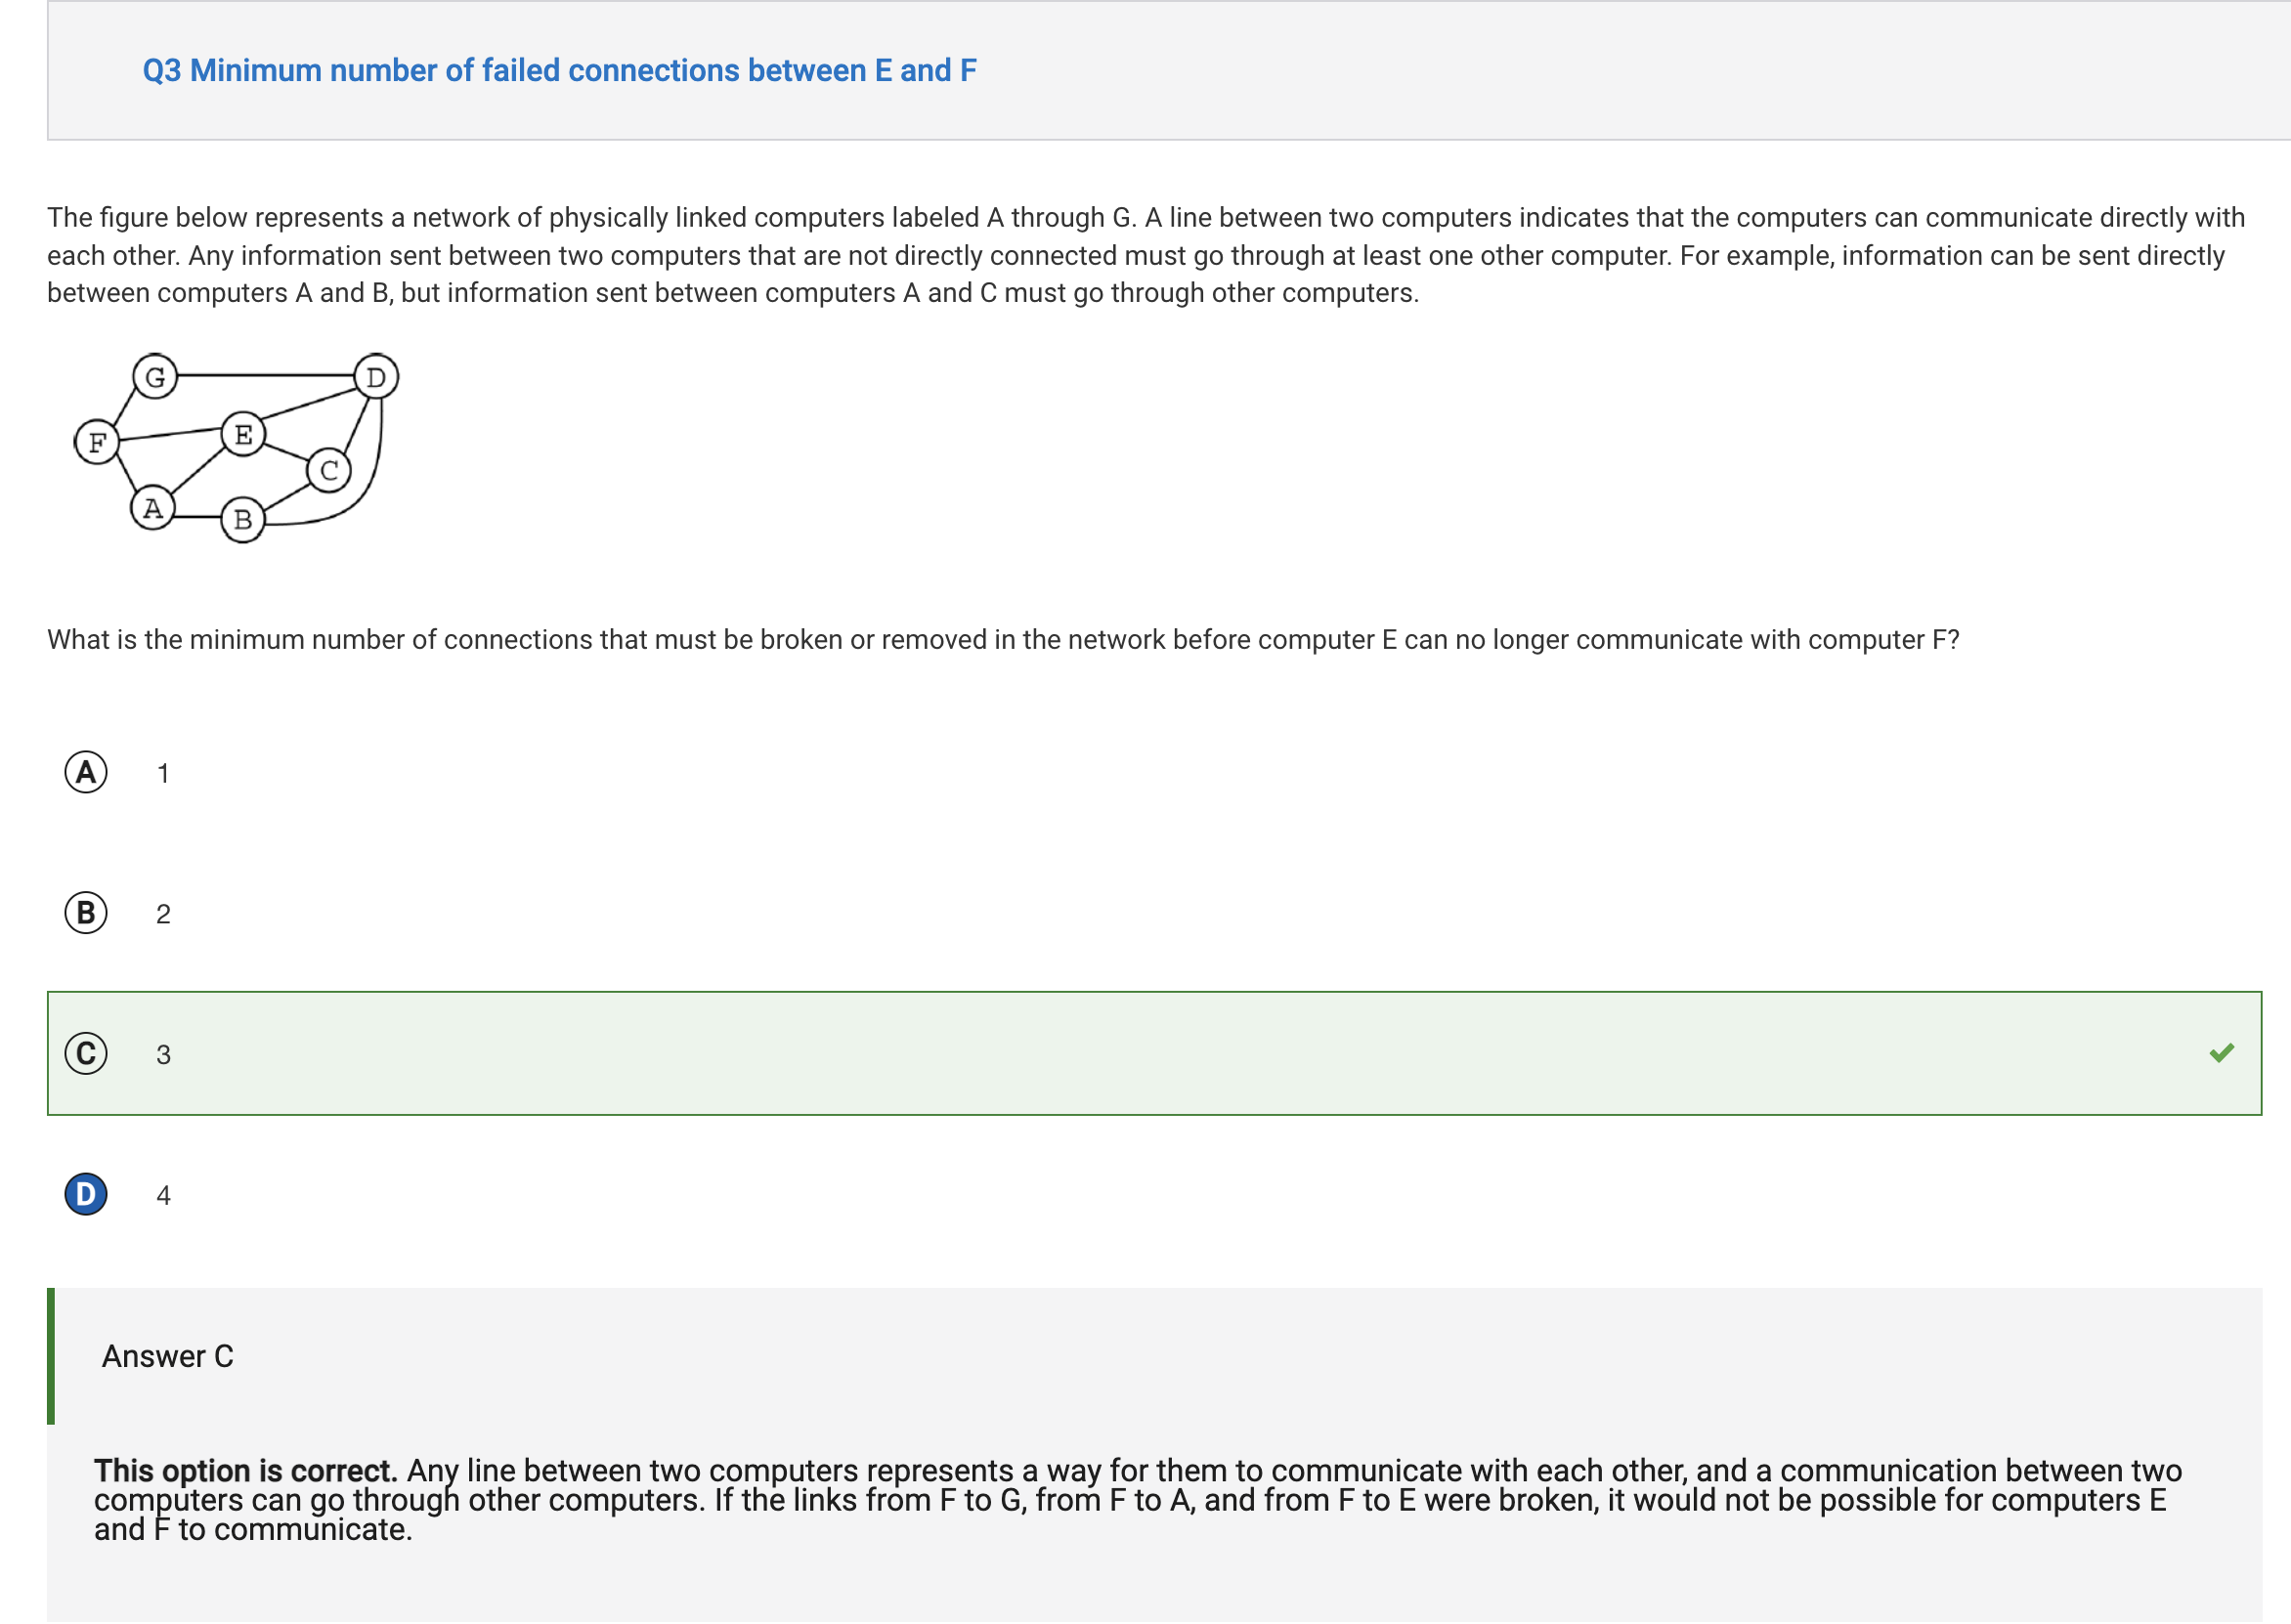 Q3 Minimum number of failed connections between E and F
The figure below represents a network of physically linked computers labeled A through G. A line between two computers indicates that the computers can communicate directly with
each other. Any information sent between two computers that are not directly connected must go through at least one other computer. For example, information can be sent directly
between computers A and B, but information sent between computers A and C must go through other computers.
G D
F E
C
A B
What is the minimum number of connections that must be broken or removed in the network before computer E can no longer communicate with computer F?
A 1
B 2
C 3
D 4
Answer C
This option is correct. Any line between two computers represents a way for them to communicate with each other, and a communication between two
computers can go through other computers. If the links from F to G, from F to A, and from F to E were broken, it would not be possible for computers E
and F to communicate.